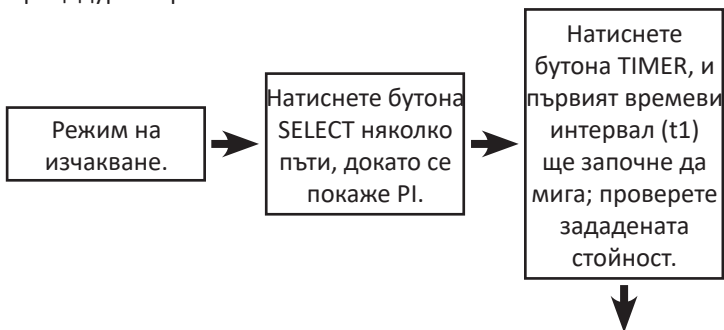 Режим на
изчакване.
Натиснете бутона
SELECT няколко
пъти, докато се
покаже PI.
Натиснете
бутона TIMER, и
първият времеви
интервал (t1)
ще започне да
мига; проверете
зададената
стойност.